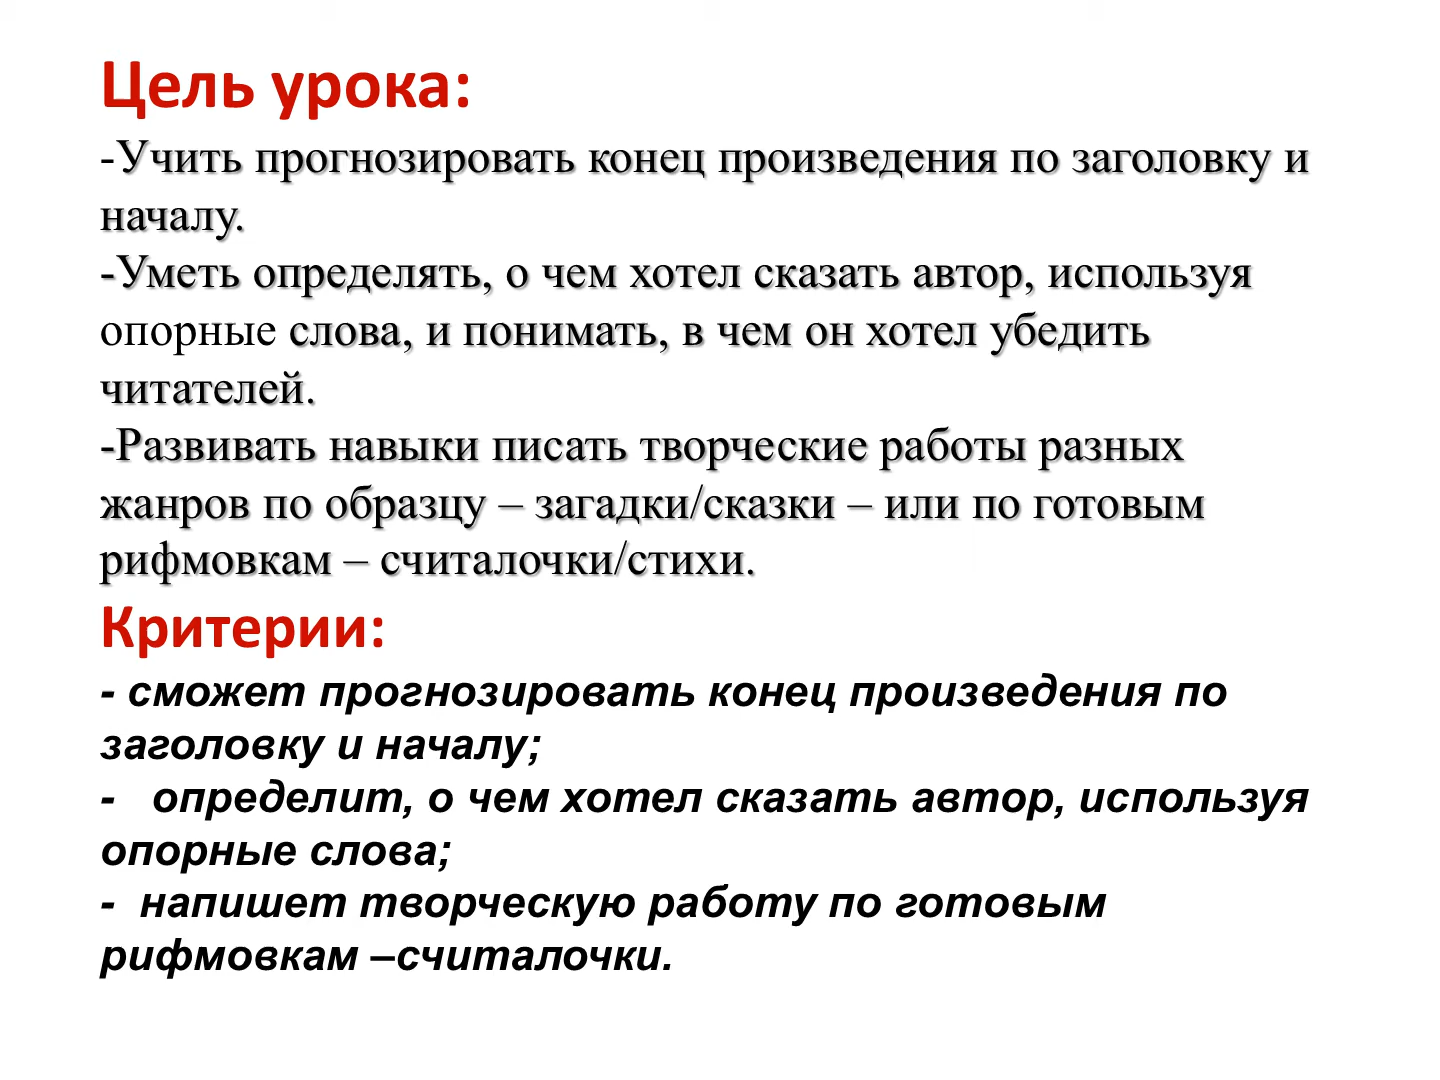 Цель урока:
-Учить прогнозировать конец произведения по заголовку и
началу.
-Уметь определять, о чем хотел сказать автор, используя
опорные слова, и понимать, в чем он хотел убедить
читателей.
-Развивать навыки писать творческие работы разных
жанров по образцу – загадки/сказки – или по готовым
рифмовкам – считалочки/стихи.
Критерии:
- сможет прогнозировать конец произведения по
заголовку и началу;
- определит, о чем хотел сказать автор, используя
опорные слова;
- напишет творческую работу по готовым
рифмовкам –считалочки.